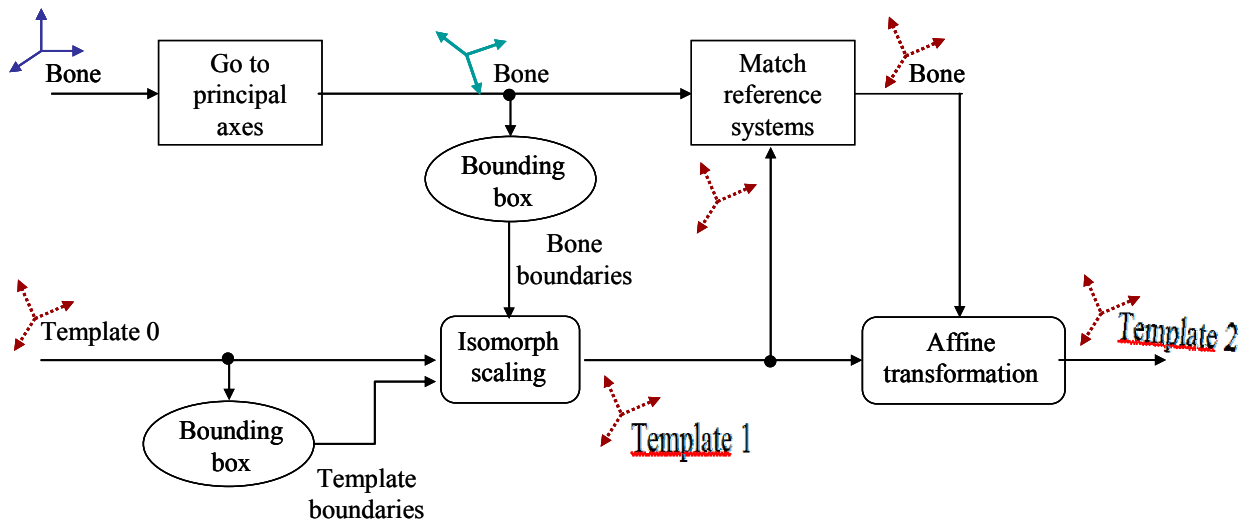 Bone
Go to
principal
axes
Bone
Match
reference
systems
Bone
Bounding
box
Bone
boundaries
Template 0
Isomorph
scaling
Affine
transformation
Template 2
Bounding
box
Template 1
Template
boundaries